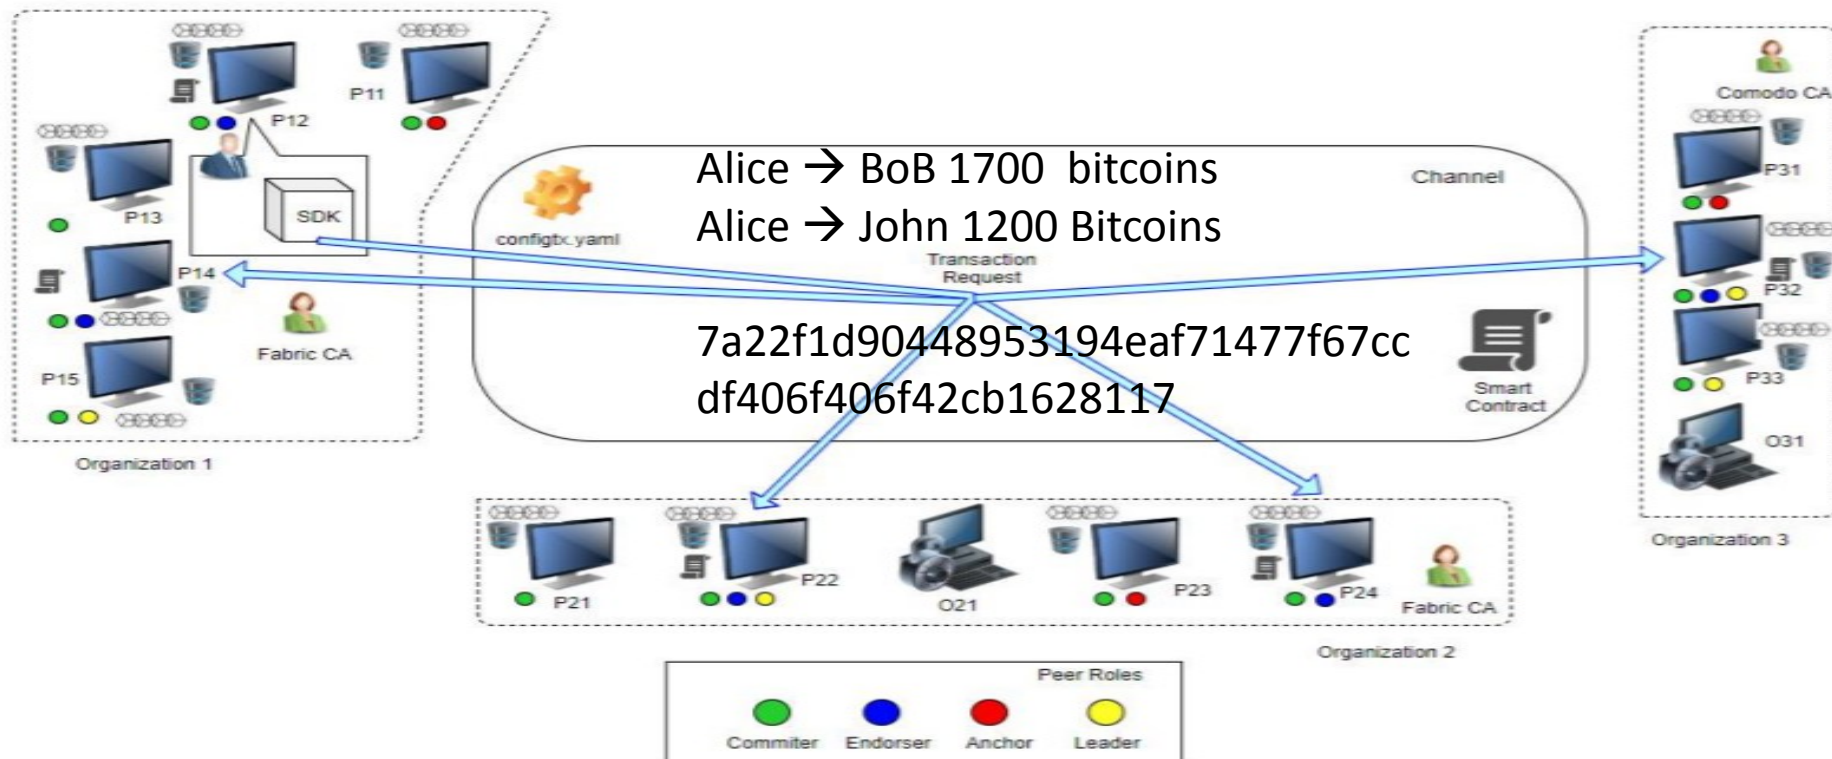 P12
P11
P13
SDK
P14
Fabric CA
P15
Organization 1
configtx.yaml
Alice → BoB 1700 bitcoins
Alice → John 1200 Bitcoins
Channel
Transaction
Request
7a22f1d90448953194eaf71477f67cc
df406f406f42cb1628117
Smart
Contract
Comodo CA
P31
P32
P33
O31
Organization 3
P21
P22
O21
P23
P24
Fabric CA
Organization 2
Peer Roles
Commiter
Endorser
Anchor
Leader